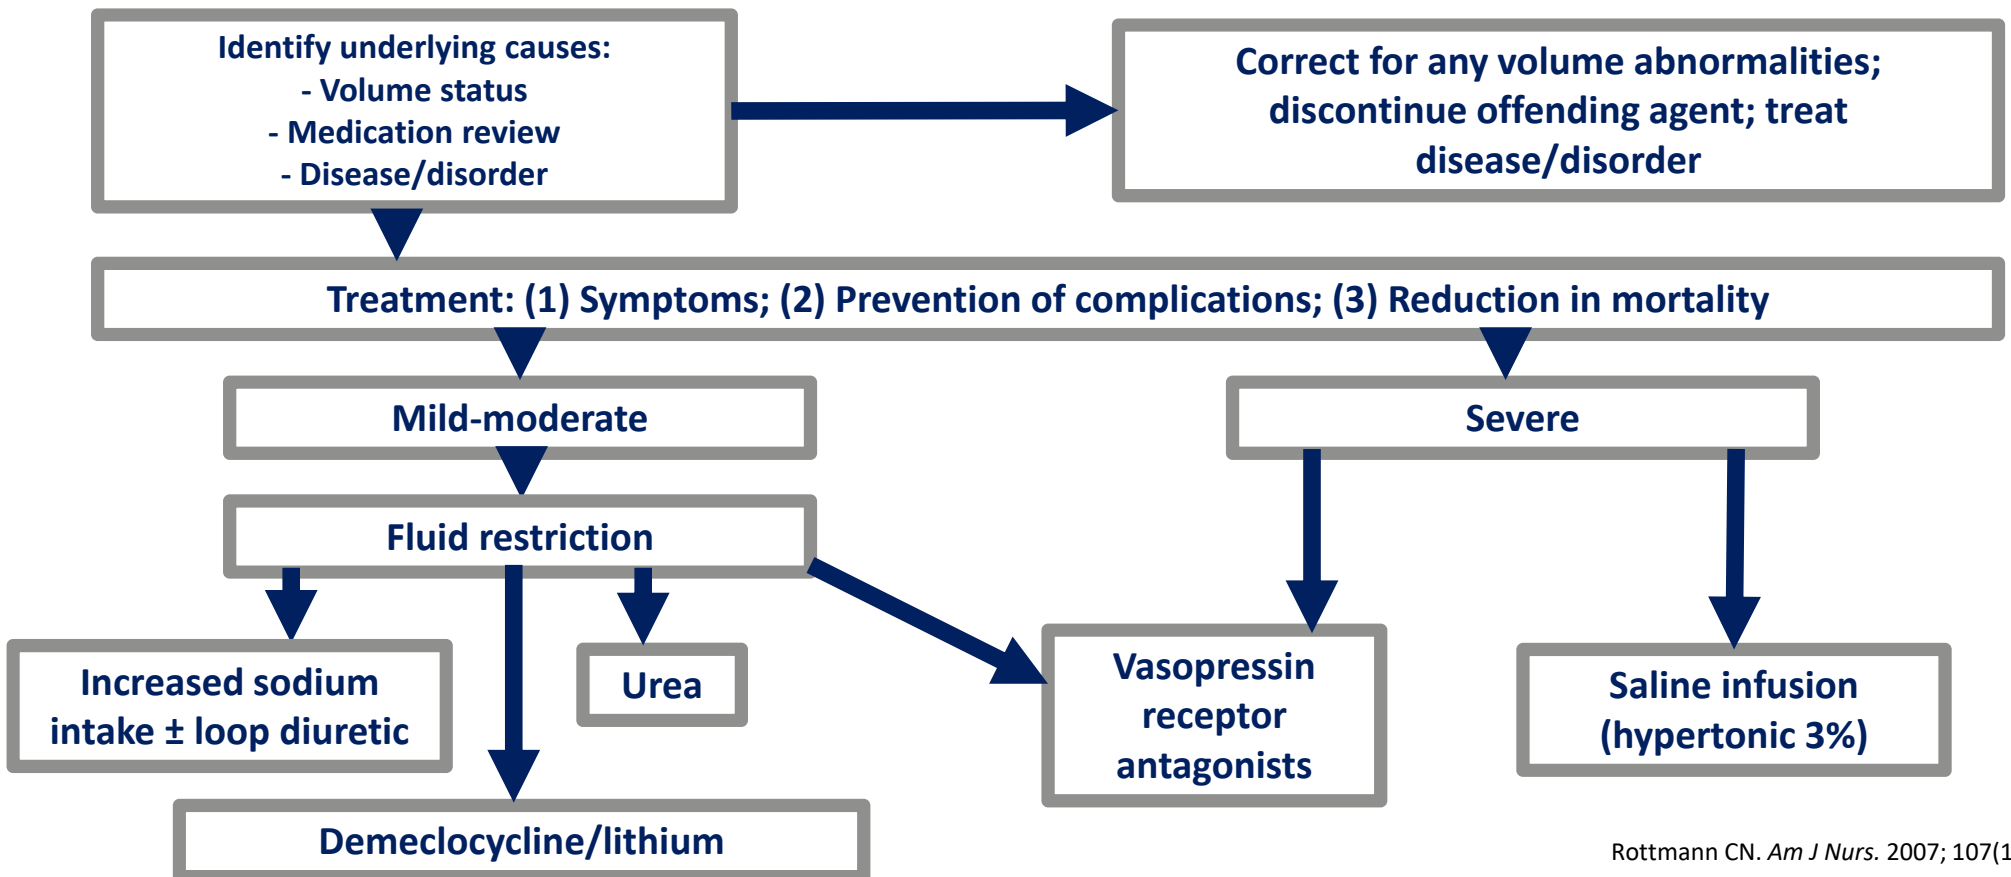 Identify underlying causes:
- Volume status
- Medication review
- Disease/disorder
Correct for any volume abnormalities;
discontinue offending agent; treat
disease/disorder
Treatment: (1) Symptoms; (2) Prevention of complications; (3) Reduction in mortality
Mild-moderate
Severe
Fluid restriction
Increased sodium
intake ± loop diuretic
Urea
Vasopressin
receptor
antagonists
Saline infusion
(hypertonic 3%)
Demeclocycline/lithium
Rottmann CN. Am J Nurs. 2007; 107(1